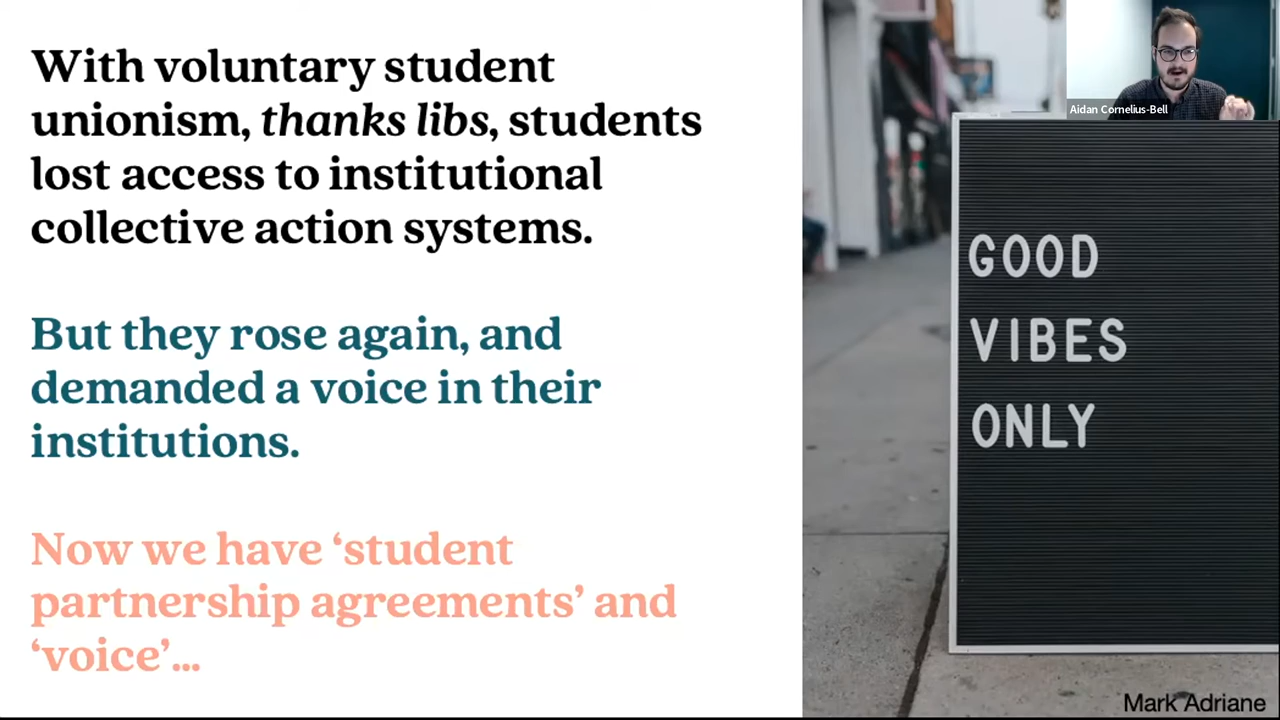 With voluntary student
unionism, thanks libs, students
lost access to institutional
collective action systems.
But they rose again, and
demanded a voice in their
institutions.
Now we have ‘student
partnership agreements’ and
‘voice’...
Aidan Cornelius-Bell
GOOD
VIBES
ONLY
Mark Adriane